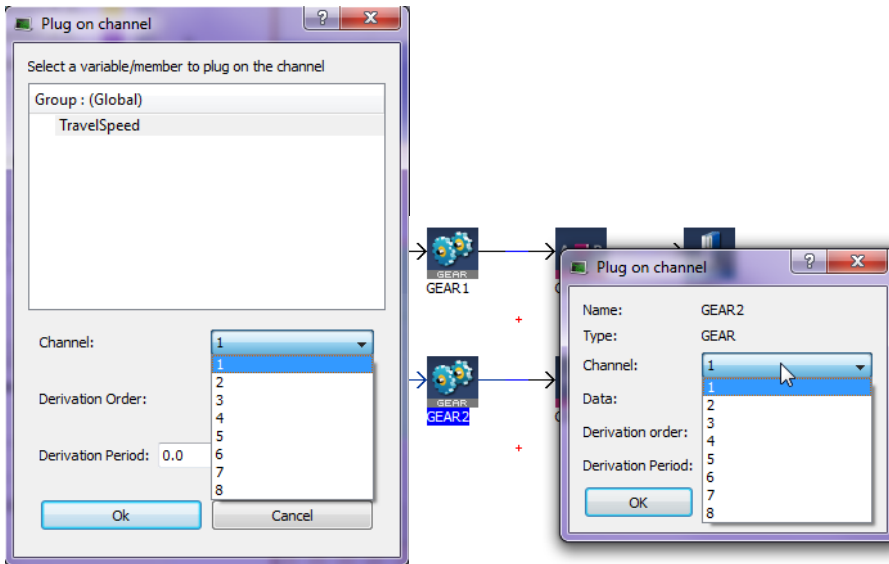 Plug on channel
Select a variable/member to plug on the channel
Group : (Global)
TravelSpeed
Channel:
1
1
2
3
4
5
6
7
8
Derivation Order:
Derivation Period: 0.0
Ok
Cancel
GEAR
GEAR1
GEAR
GEAR2
Plug on channel
Name: GEAR2
Type: GEAR
Channel: 1
1
2
3
4
5
6
7
8
Data:
Derivation order:
Derivation Period:
OK